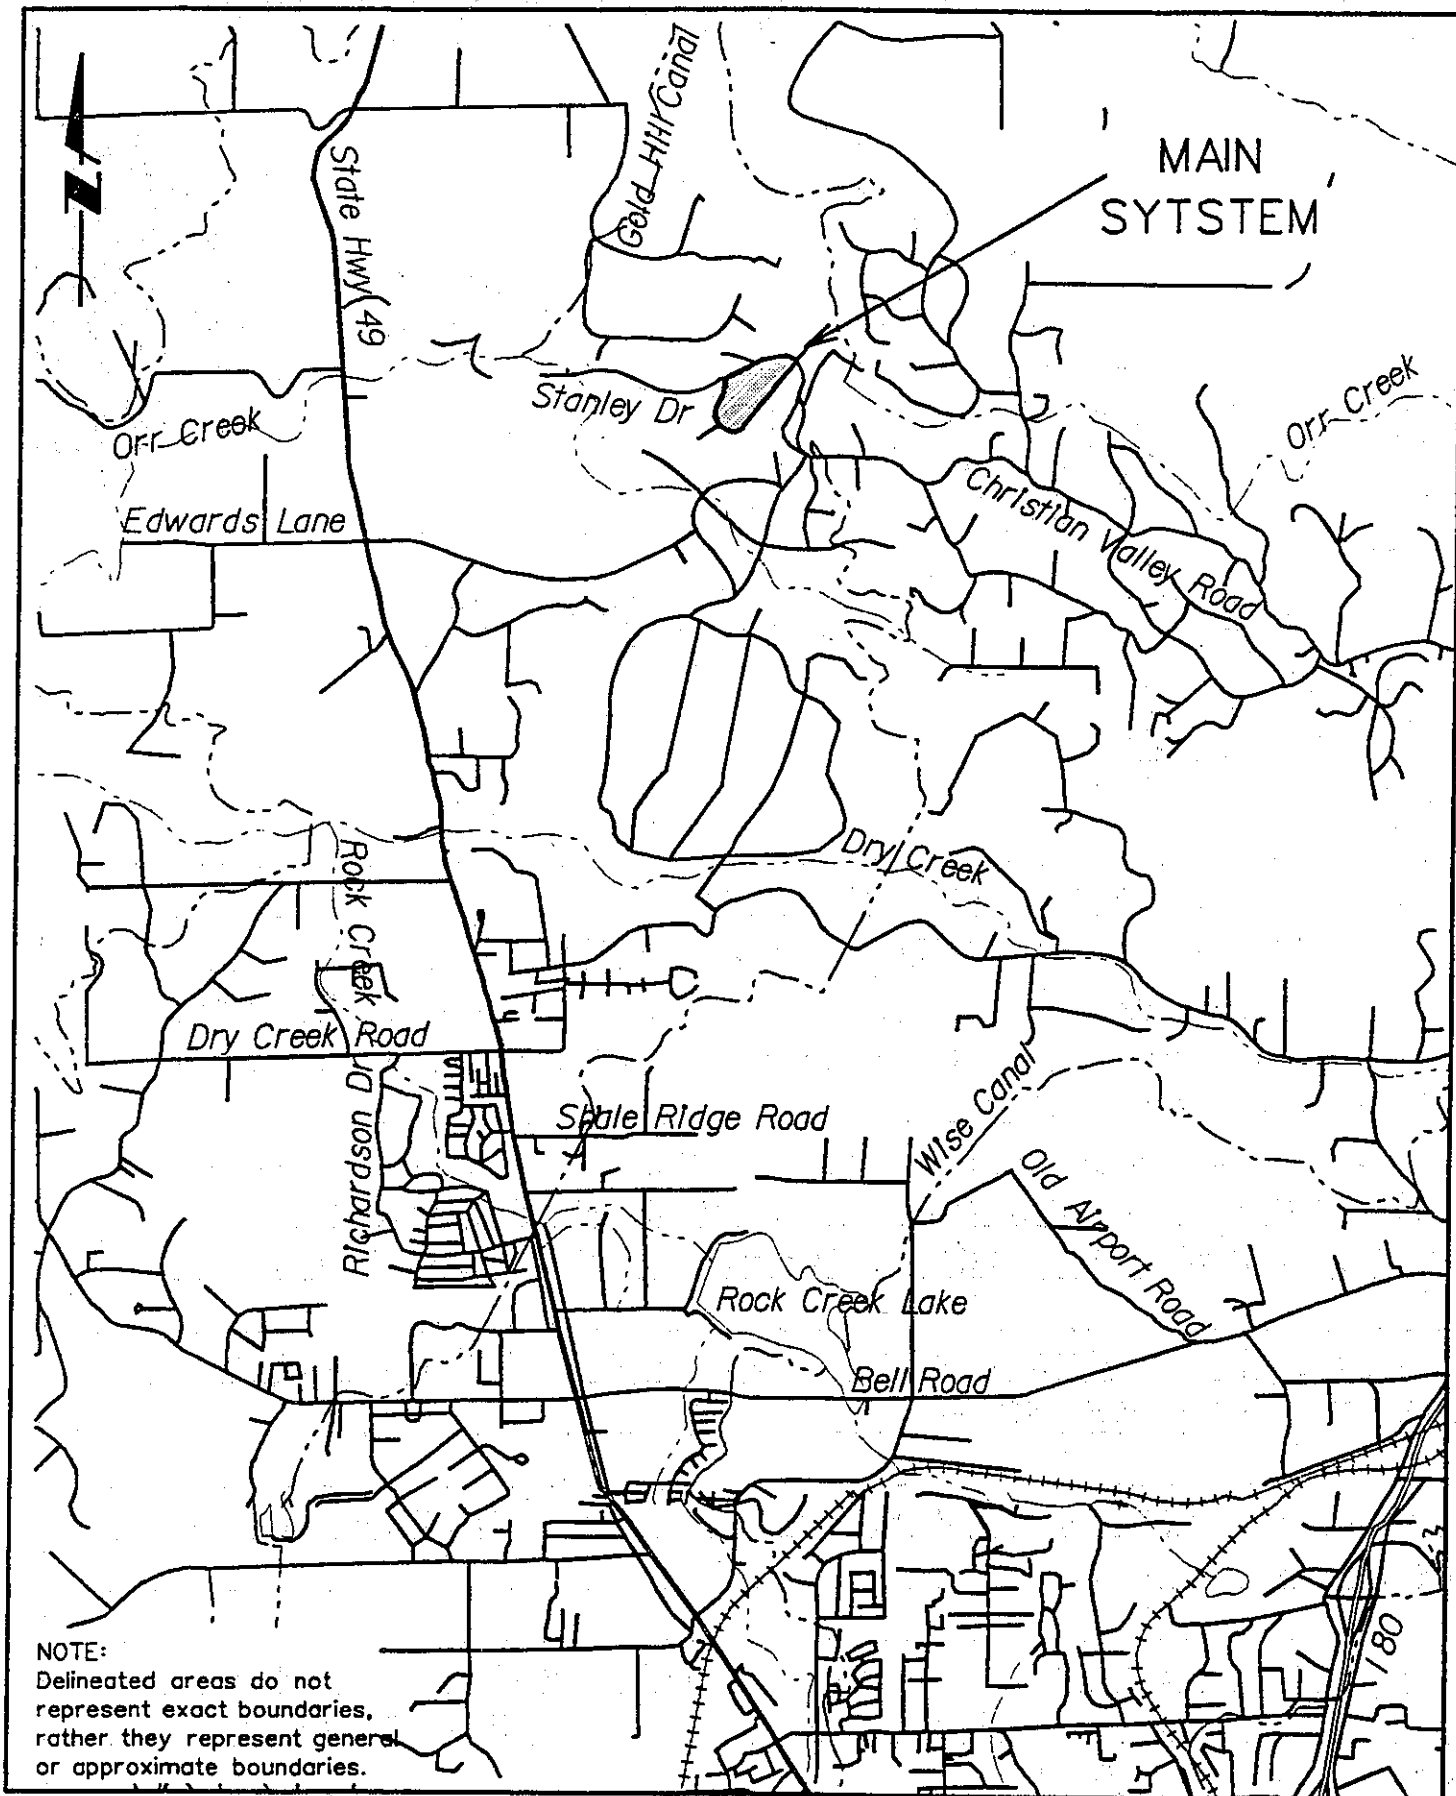 Gold Hill Canal
MAIN
SYTSTEM
N
State Hwy 49
Stanley Dr
Orr Creek
Orr Creek
Edwards Lane
Christian Valley Road
Dry Creek
Rock Creek
Dry Creek Road
Richardson Dr
Shale Ridge Road
Wise Canal
Old Airport Road
Rock Creek Lake
Bell Road
I 80
NOTE:
Delineated areas do not
represent exact boundaries,
rather they represent general
or approximate boundaries.